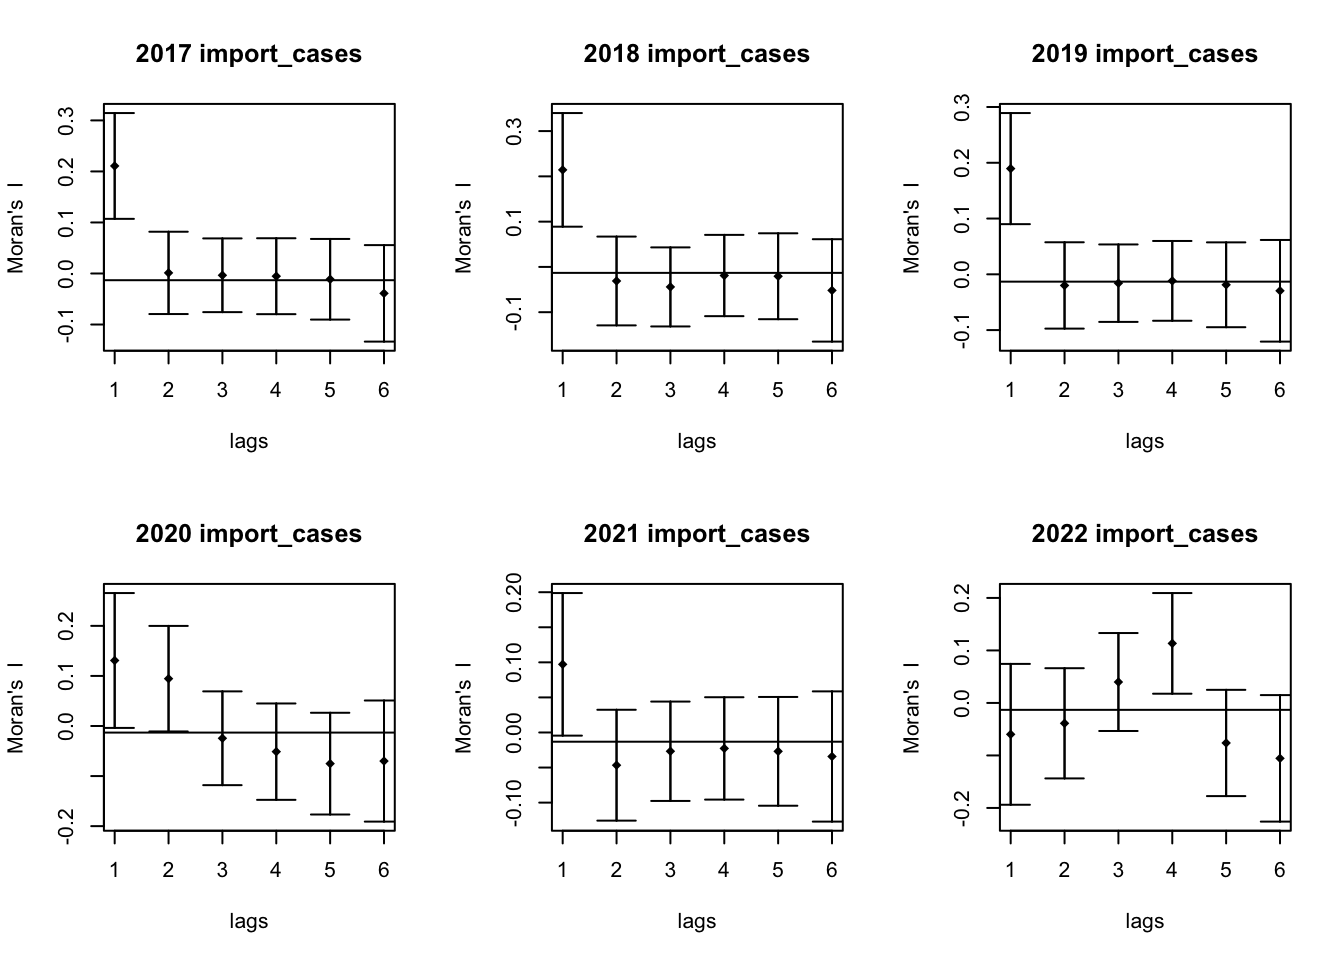 2017 import_cases
Moran's I
0.3
0.2
0.1
0.0
-0.1
1 2 3 4 5 6
lags
2018 import_cases
Moran's I
0.3
0.1
-0.1
1 2 3 4 5 6
lags
2019 import_cases
Moran's I
0.3
0.2
0.1
0.0
-0.1
1 2 3 4 5 6
lags
2020 import_cases
Moran's I
0.2
0.1
0.0
-0.2
1 2 3 4 5 6
lags
2021 import_cases
Moran's I
0.20
0.10
0.00
-0.10
1 2 3 4 5 6
lags
2022 import_cases
Moran's I
0.2
0.1
0.0
-0.2
1 2 3 4 5 6
lags